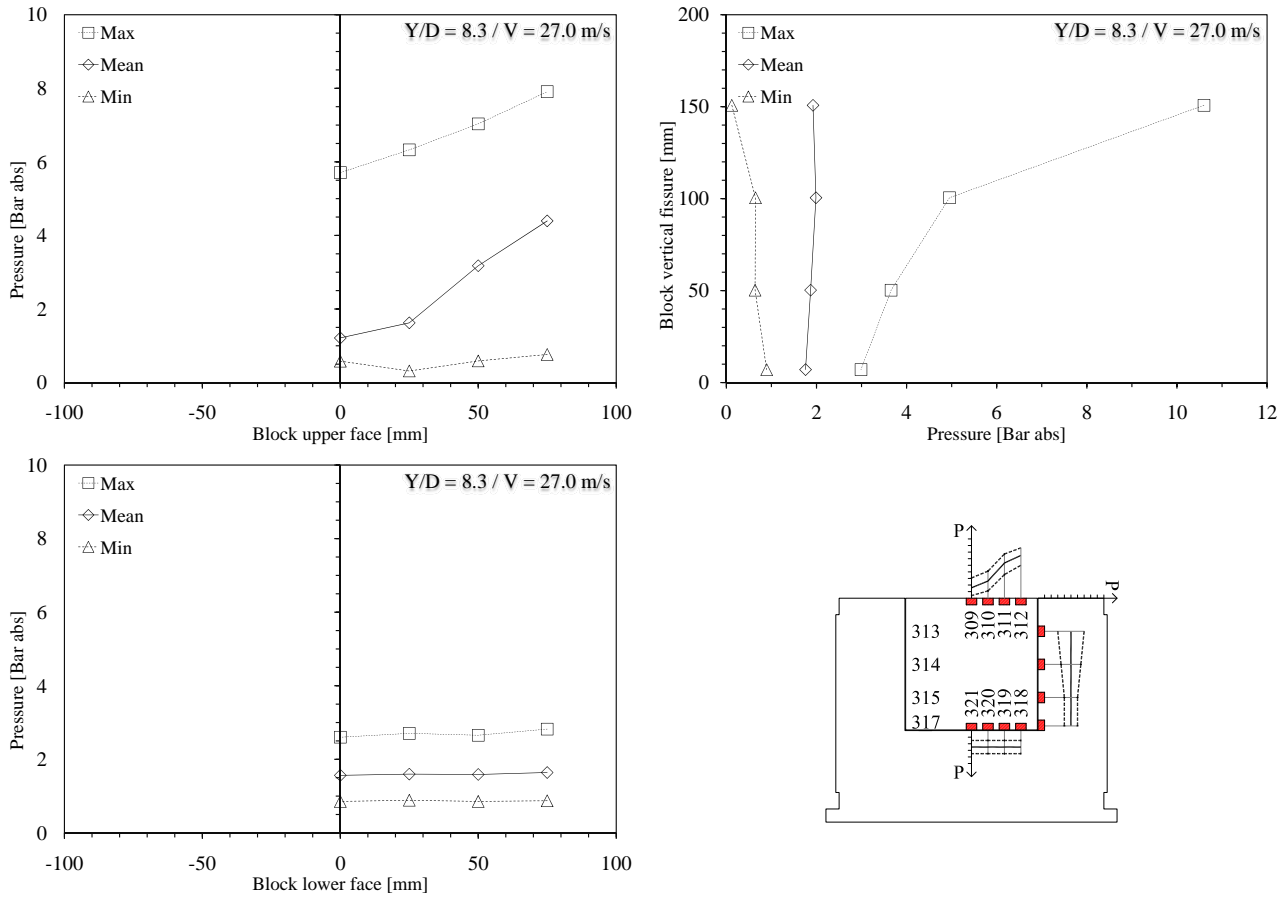 Y/D = 8.3 / V = 27.0 m/s
Max
Mean
Min
10
8
6
4
2
0
Pressure [Bar abs]
-100 -50 0 50 100
Block upper face [mm]
Y/D = 8.3 / V = 27.0 m/s
Max
Mean
Min
200
150
100
50
0
Block vertical fissure [mm]
0 2 4 6 8 10 12
Pressure [Bar abs]
Y/D = 8.3 / V = 27.0 m/s
Max
Mean
Min
10
8
6
4
2
0
Pressure [Bar abs]
-100 -50 0 50 100
Block lower face [mm]
P
P
309 310 311 312
313
314
315
317
321 320 319 318
P